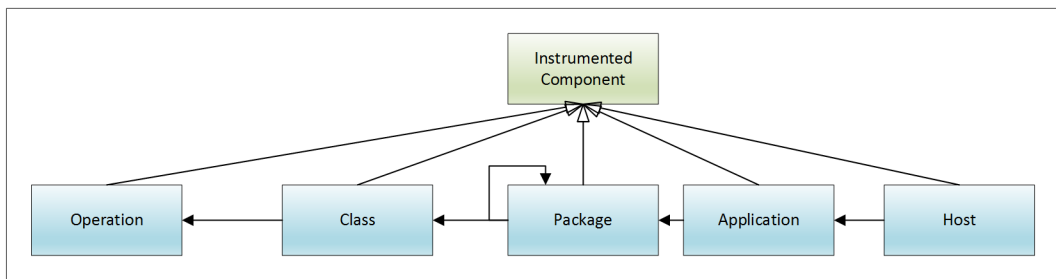 Instrumented
Component
Operation
Class
Package
Application
Host